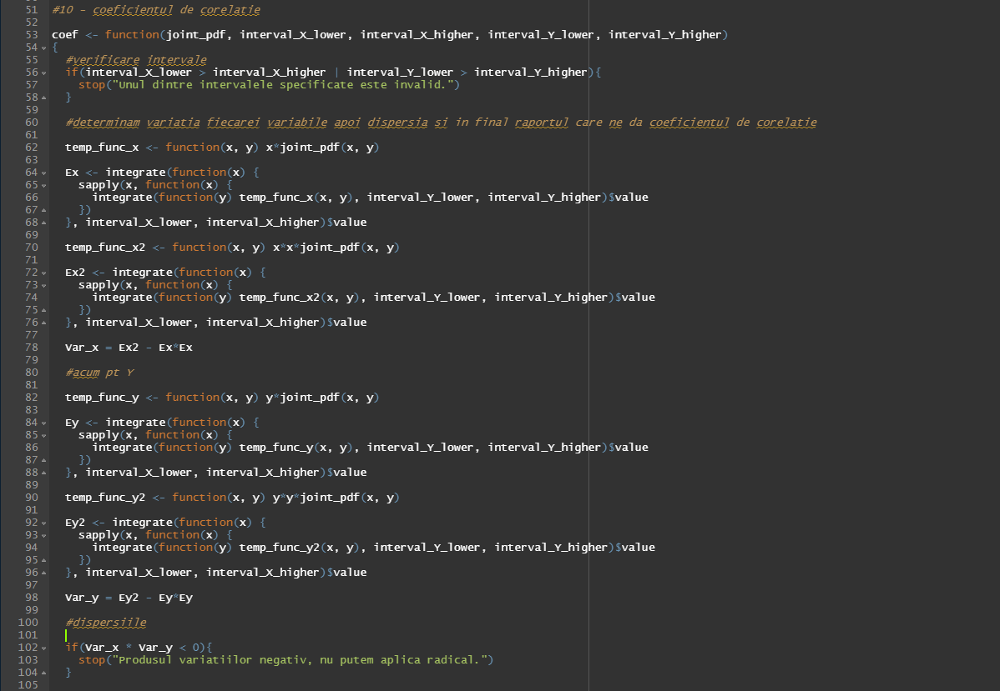 51 #10 - coeficientul de corelatie
52
53 coef <- function(joint_pdf, interval_X_lower, interval_X_higher, interval_Y_lower, interval_Y_higher)
54 {
55   #verificare intervale
56   if(interval_X_lower > interval_X_higher | interval_Y_lower > interval_Y_higher){
57     stop("Unul dintre intervalele specificate este invalid.")
58   }
59
60   #determinam variatia fiecarei variabile apoi dispersia si in final raportul care ne da coeficientul de corelatie
61
62   temp_func_x <- function(x, y) x*joint_pdf(x, y)
63
64   Ex <- integrate(function(x) {
65     sapply(x, function(x) {
66       integrate(function(y) temp_func_x(x, y), interval_Y_lower, interval_Y_higher)$value
67     })
68   }, interval_X_lower, interval_X_higher)$value
69
70   temp_func_x2 <- function(x, y) x*x*joint_pdf(x, y)
71
72   Ex2 <- integrate(function(x) {
73     sapply(x, function(x) {
74       integrate(function(y) temp_func_x2(x, y), interval_Y_lower, interval_Y_higher)$value
75     })
76   }, interval_X_lower, interval_X_higher)$value
77
78   Var_x = Ex2 - Ex*Ex
79
80   #acum pt Y
81
82   temp_func_y <- function(x, y) y*joint_pdf(x, y)
83
84   Ey <- integrate(function(x) {
85     sapply(x, function(x) {
86       integrate(function(y) temp_func_y(x, y), interval_Y_lower, interval_Y_higher)$value
87     })
88   }, interval_X_lower, interval_X_higher)$value
89
90   temp_func_y2 <- function(x, y) y*y*joint_pdf(x, y)
91
92   Ey2 <- integrate(function(x) {
93     sapply(x, function(x) {
94       integrate(function(y) temp_func_y2(x, y), interval_Y_lower, interval_Y_higher)$value
95     })
96   }, interval_X_lower, interval_X_higher)$value
97
98   Var_y = Ey2 - Ey*Ey
99
100   #dispersiile
101
102   if(Var_x * Var_y < 0){
103     stop("Produsul variatiilor negativ, nu putem aplica radical.")
104   }
105